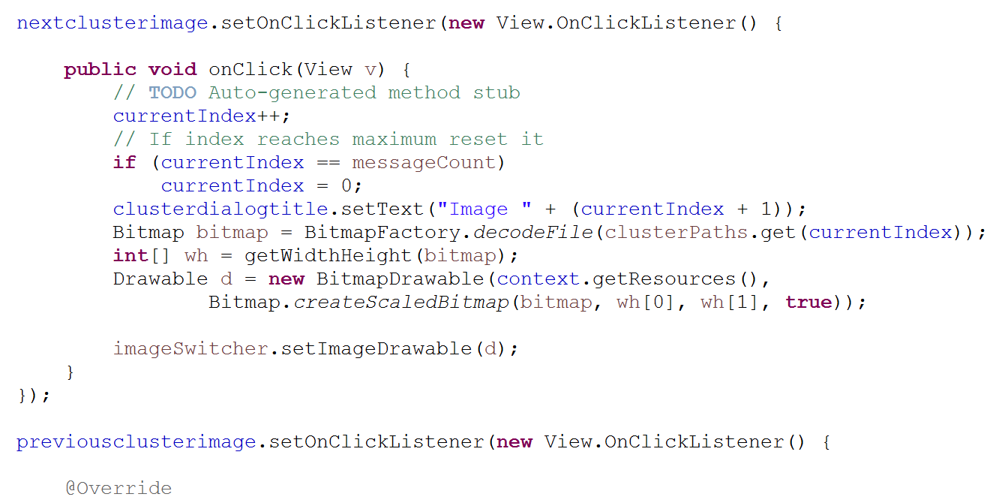 nextclusterimage.setOnClickListener(new View.OnClickListener() {
public void onClick(View v) {
// TODO Auto-generated method stub
currentIndex++;
// If index reaches maximum reset it
if (currentIndex == messageCount)
currentIndex = 0;
clusterdialogtitle.setText("Image " + (currentIndex + 1));
Bitmap bitmap = BitmapFactory.decodeFile(clusterPaths.get(currentIndex));
int[] wh = getWidthHeight(bitmap);
Drawable d = new BitmapDrawable(context.getResources(),
Bitmap.createScaledBitmap(bitmap, wh[0], wh[1], true));
imageSwitcher.setImageDrawable(d);
}
});
previousclusterimage.setOnClickListener(new View.OnClickListener() {
@Override